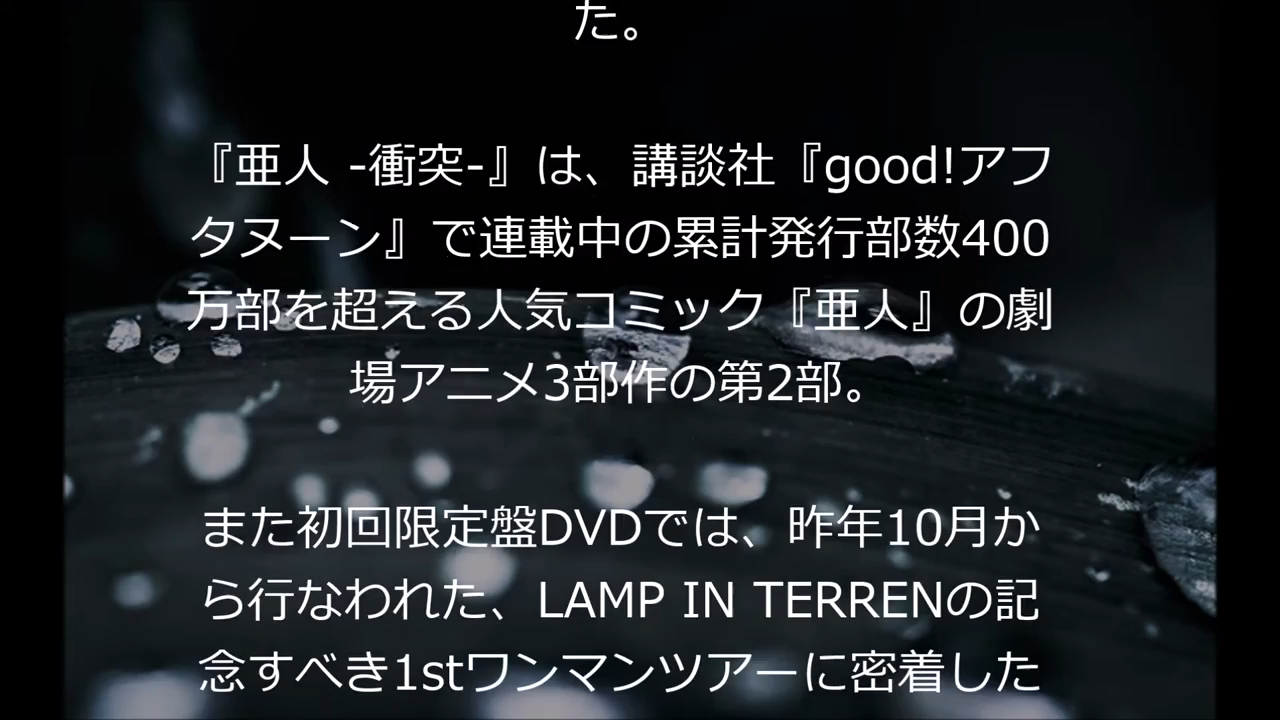 た。
『亜人 -衝突-』は、講談社『good!アフ
タヌーン』で連載中の累計発行部数400
万部を超える人気コミック『亜人』の劇
場アニメ3部作の第2部。
また初回限定盤DVDでは、昨年10月か
ら行なわれた、LAMP IN TERRENの記
念すべき1stワンマンツアーに密着した